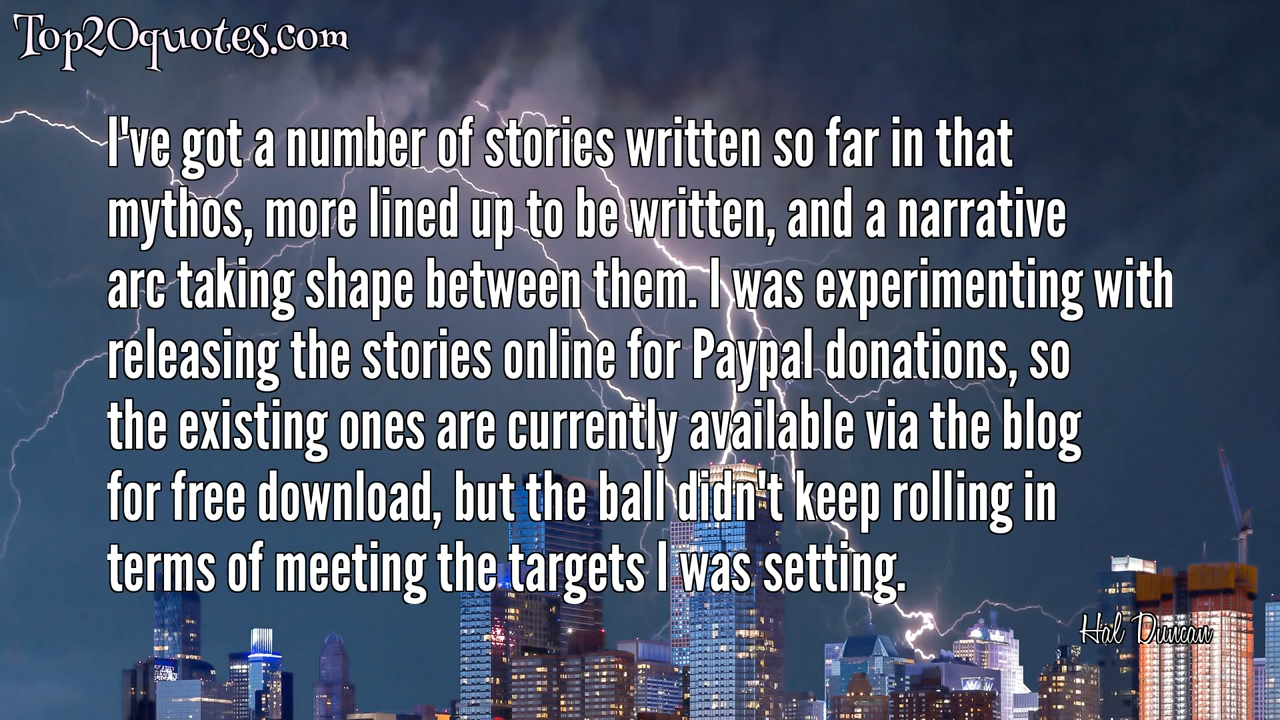 Top20quotes.com
I've got a number of stories written so far in that
mythos, more lined up to be written, and a narrative
arc taking shape between them. I was experimenting with
releasing the stories online for Paypal donations, so
the existing ones are currently available via the blog
for free download, but the ball didn't keep rolling in
terms of meeting the targets I was setting.
Hal Duncan